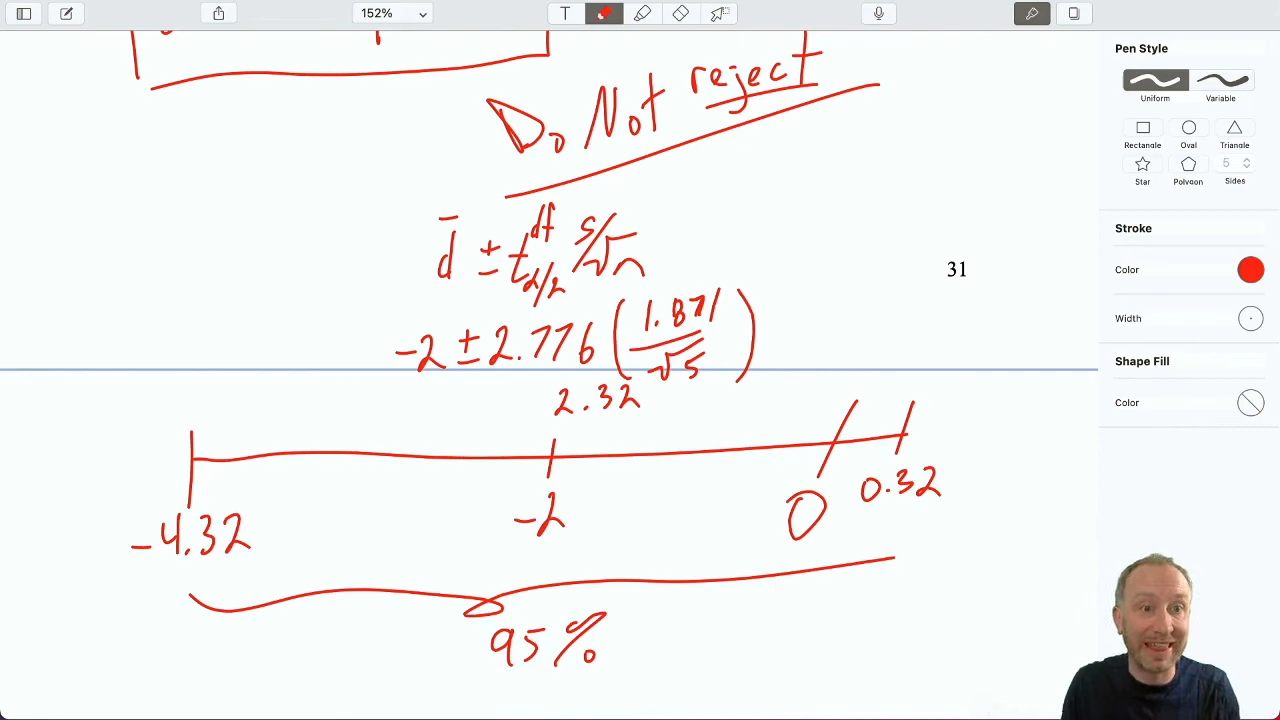 152%
T
Pen Style
Uniform
Variable
Rectangle
Oval
Triangle
Star
Polygon
5
Sides
Stroke
Color
Width
Shape Fill
Color
Do Not reject
d̄ ± t df α/2 s/√n
31
-2 ± 2.776 (1.871/√5)
2.32
-4.32
-2
0
0.32
95%